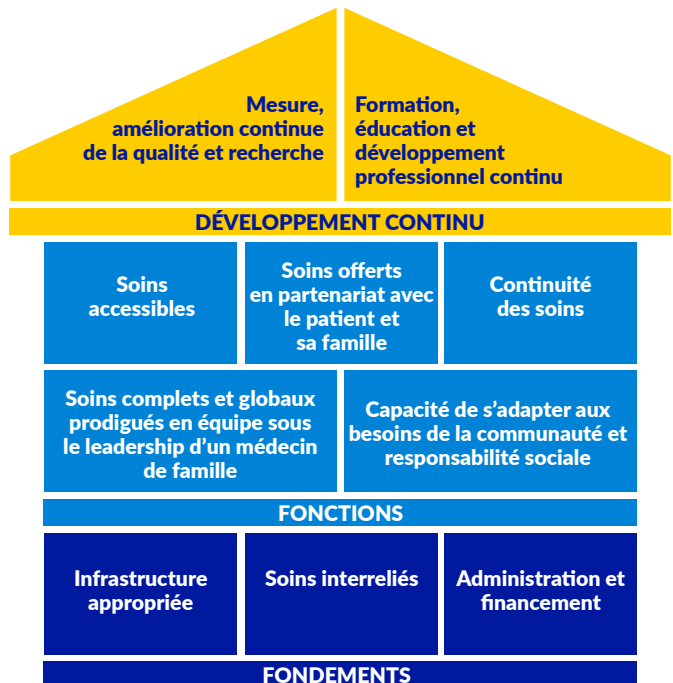 Mesure,
amélioration continue
de la qualité et recherche
Formation,
éducation et
développement
professionnel continu
DÉVELOPPEMENT CONTINU
Soins
accessibles
Soins offerts
en partenariat avec
le patient et
sa famille
Continuité
des soins
Soins complets et globaux
prodigués en équipe sous
le leadership d’un médecin
de famille
Capacité de s’adapter aux
besoins de la communauté et
responsabilité sociale
FONCTIONS
Infrastructure
appropriée
Soins interreliés
Administration et
financement
FONDEMENTS